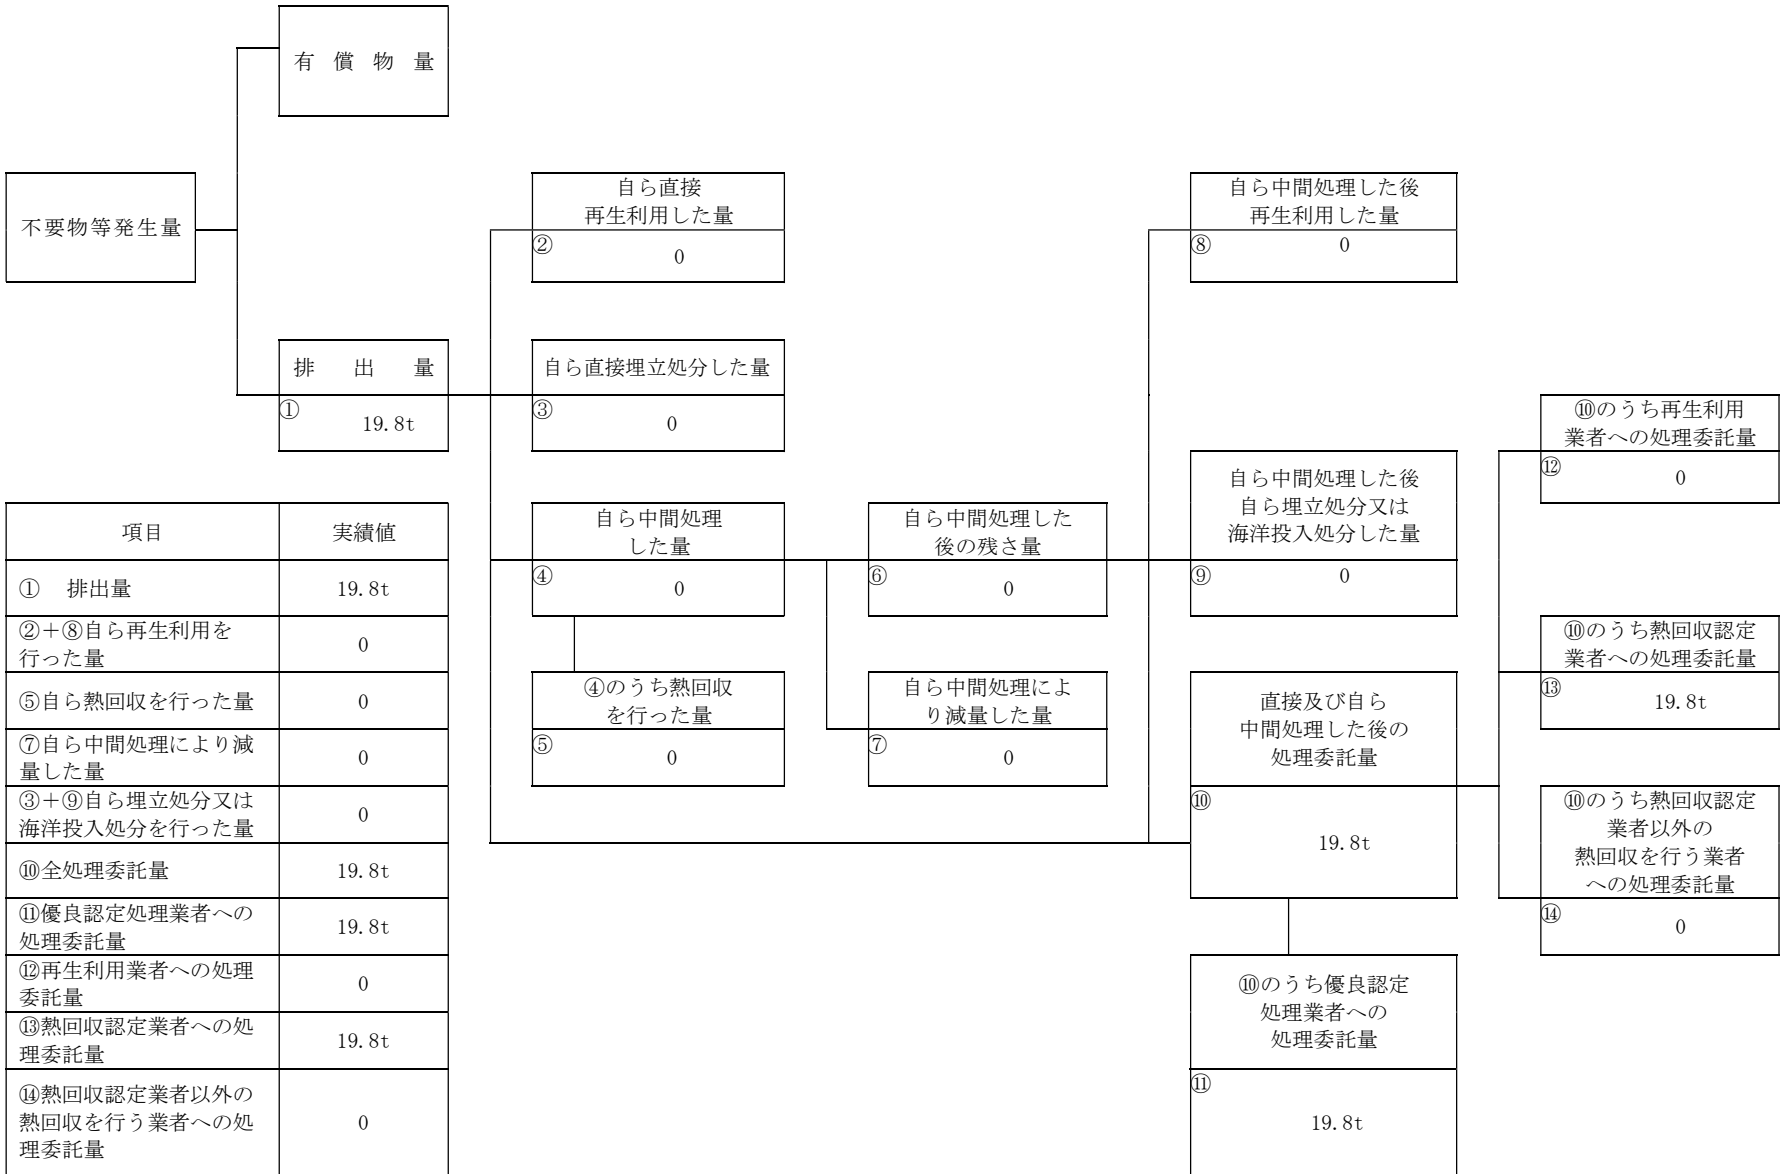 有償物量
不要物等発生量
自ら直接
再生利用した量
② 0
自ら中間処理した後
再生利用した量
⑧ 0
排出量
① 19.8t
自ら直接埋立処分した量
③ 0
⑩のうち再生利用
業者への処理委託量
⑫ 0
自ら中間処理
した量
④ 0
自ら中間処理した
後の残さ量
⑥ 0
自ら中間処理した後
自ら埋立処分又は
海洋投入処分した量
⑨ 0
④のうち熱回収
を行った量
⑤ 0
自ら中間処理によ
り減量した量
⑦ 0
直接及び自ら
中間処理した後の
処理委託量
⑩ 19.8t
⑩のうち熱回収認定
業者への処理委託量
⑬ 19.8t
⑩のうち熱回収認定
業者以外の
熱回収を行う業者
への処理委託量
⑭ 0
⑩のうち優良認定
処理業者への
処理委託量
⑪ 19.8t
項目 実績値
① 排出量 19.8t
②＋⑧自ら再生利用を
行った量 0
⑤自ら熱回収を行った量 0
⑦自ら中間処理により減
量した量 0
③＋⑨自ら埋立処分又は
海洋投入処分を行った量 0
⑩全処理委託量 19.8t
⑪優良認定処理業者への
処理委託量 19.8t
⑫再生利用業者への処理
委託量 0
⑬熱回収認定業者への処
理委託量 19.8t
⑭熱回収認定業者以外の
熱回収を行う業者への処
理委託量 0